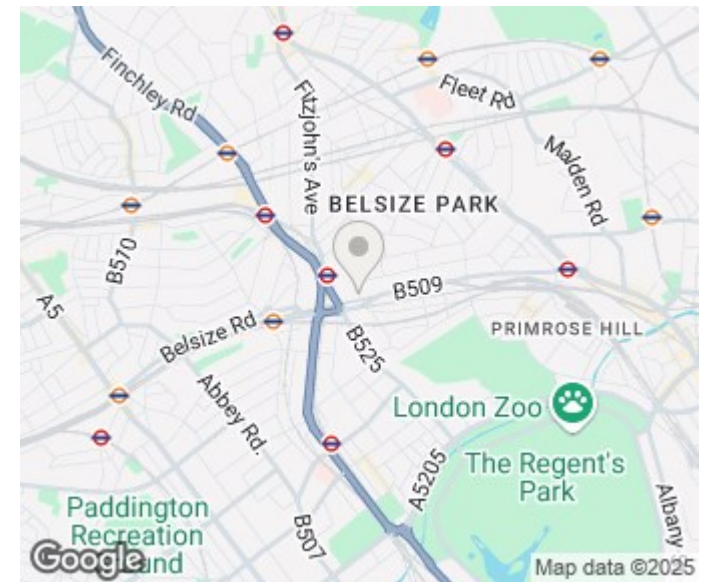 Finchley Rd
Fitzjohn's Ave
Fleet Rd
Malden Rd
BELSIZE PARK
B510
A5
B509
Belsize Rd
B525
PRIMROSE HILL
Abbey Rd.
London Zoo
The Regent's
Park
A5205
Albany
B507
Paddington
Recreation
Google
Map data ©2025